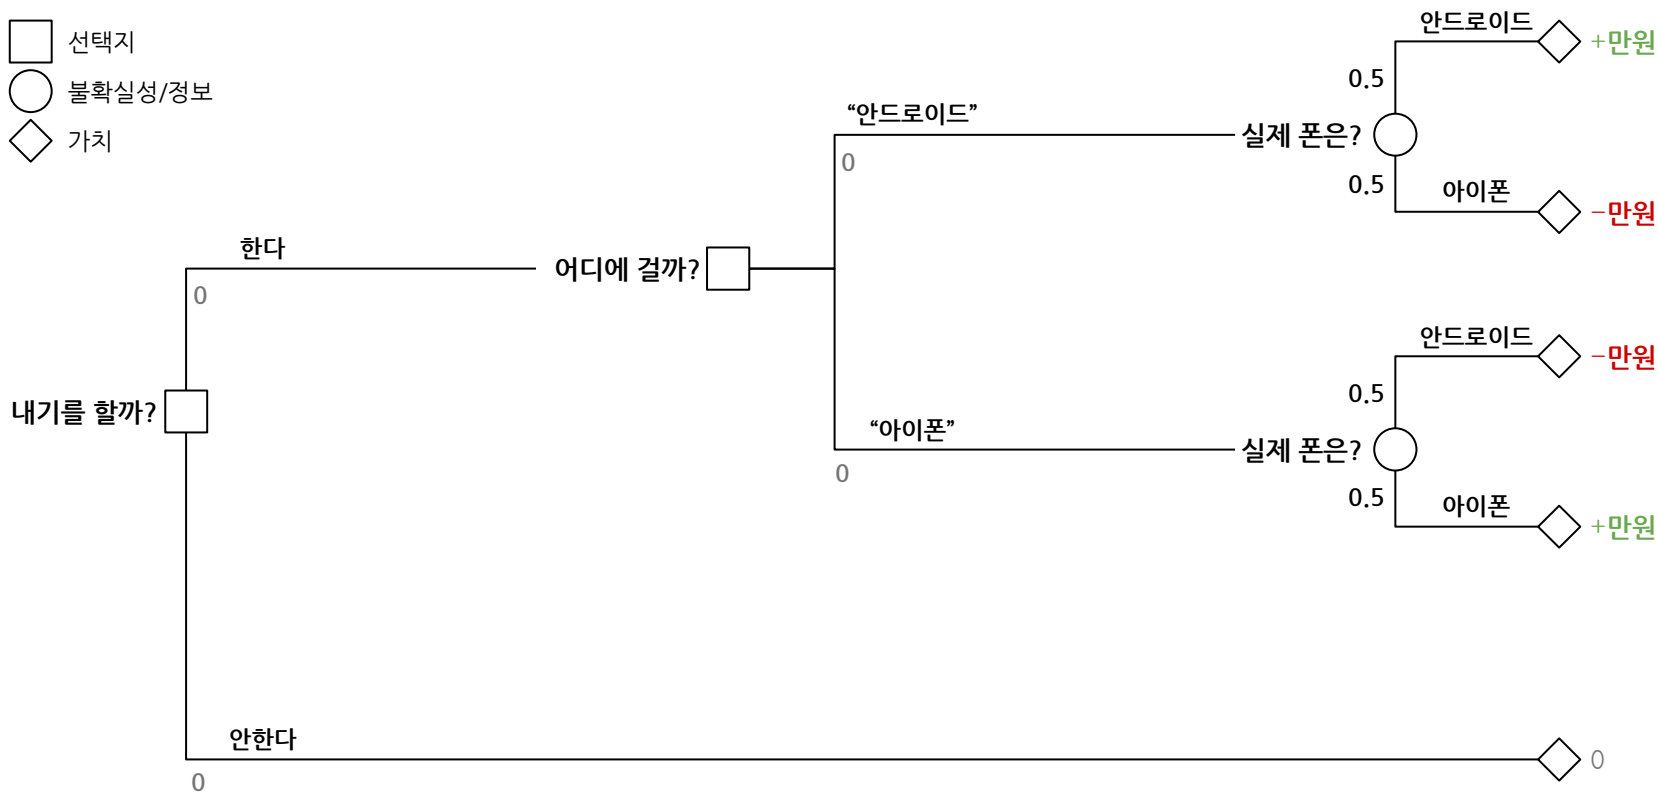 선택지
불확실성/정보
가치
내기를 할까?
한다
0
어디에 걸까?
“안드로이드”
0
실제 폰은?
0.5
안드로이드
+만원
0.5
아이폰
−만원
“아이폰”
0
실제 폰은?
0.5
안드로이드
−만원
0.5
아이폰
+만원
안한다
0
0